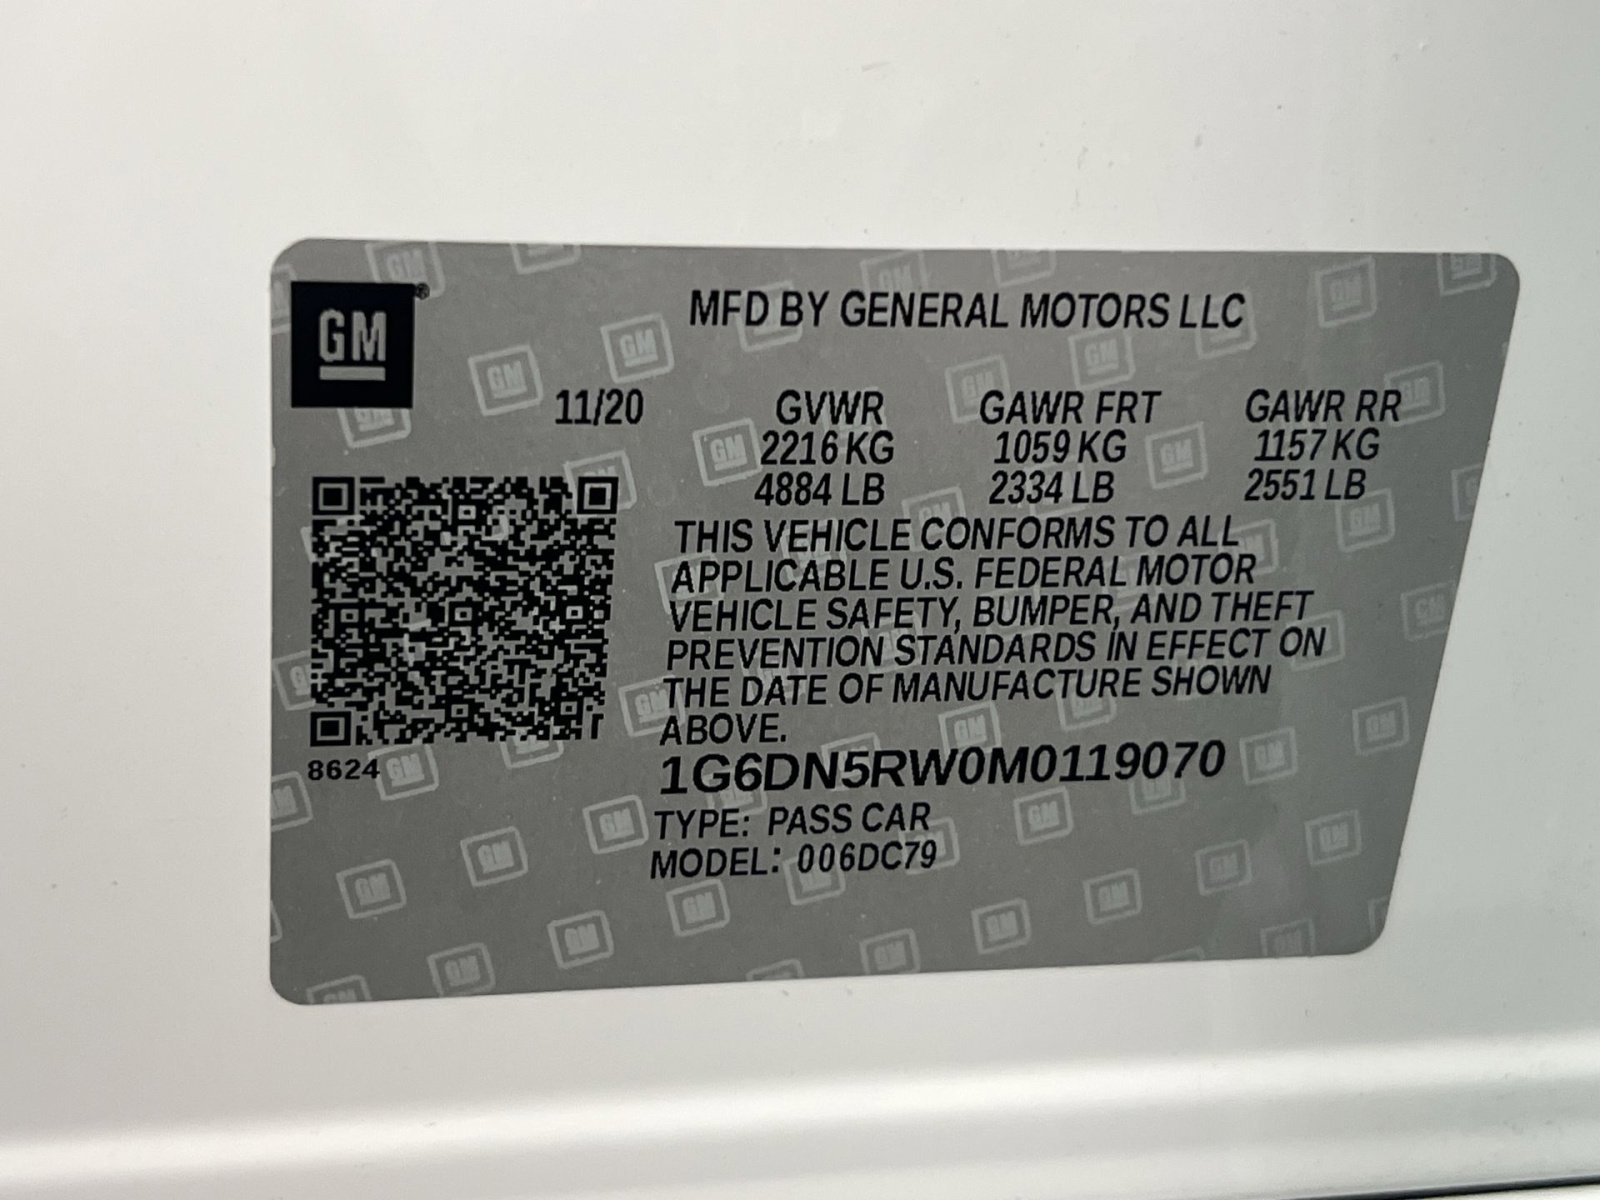 GM®
MFD BY GENERAL MOTORS LLC
11/20 GVWR GAWR FRT GAWR RR
2216 KG 1059 KG 1157 KG
4884 LB 2334 LB 2551 LB
THIS VEHICLE CONFORMS TO ALL
APPLICABLE U.S. FEDERAL MOTOR
VEHICLE SAFETY, BUMPER, AND THEFT
PREVENTION STANDARDS IN EFFECT ON
THE DATE OF MANUFACTURE SHOWN
ABOVE.
8624
1G6DN5RW0M0119070
TYPE: PASS CAR
MODEL: 006DC79